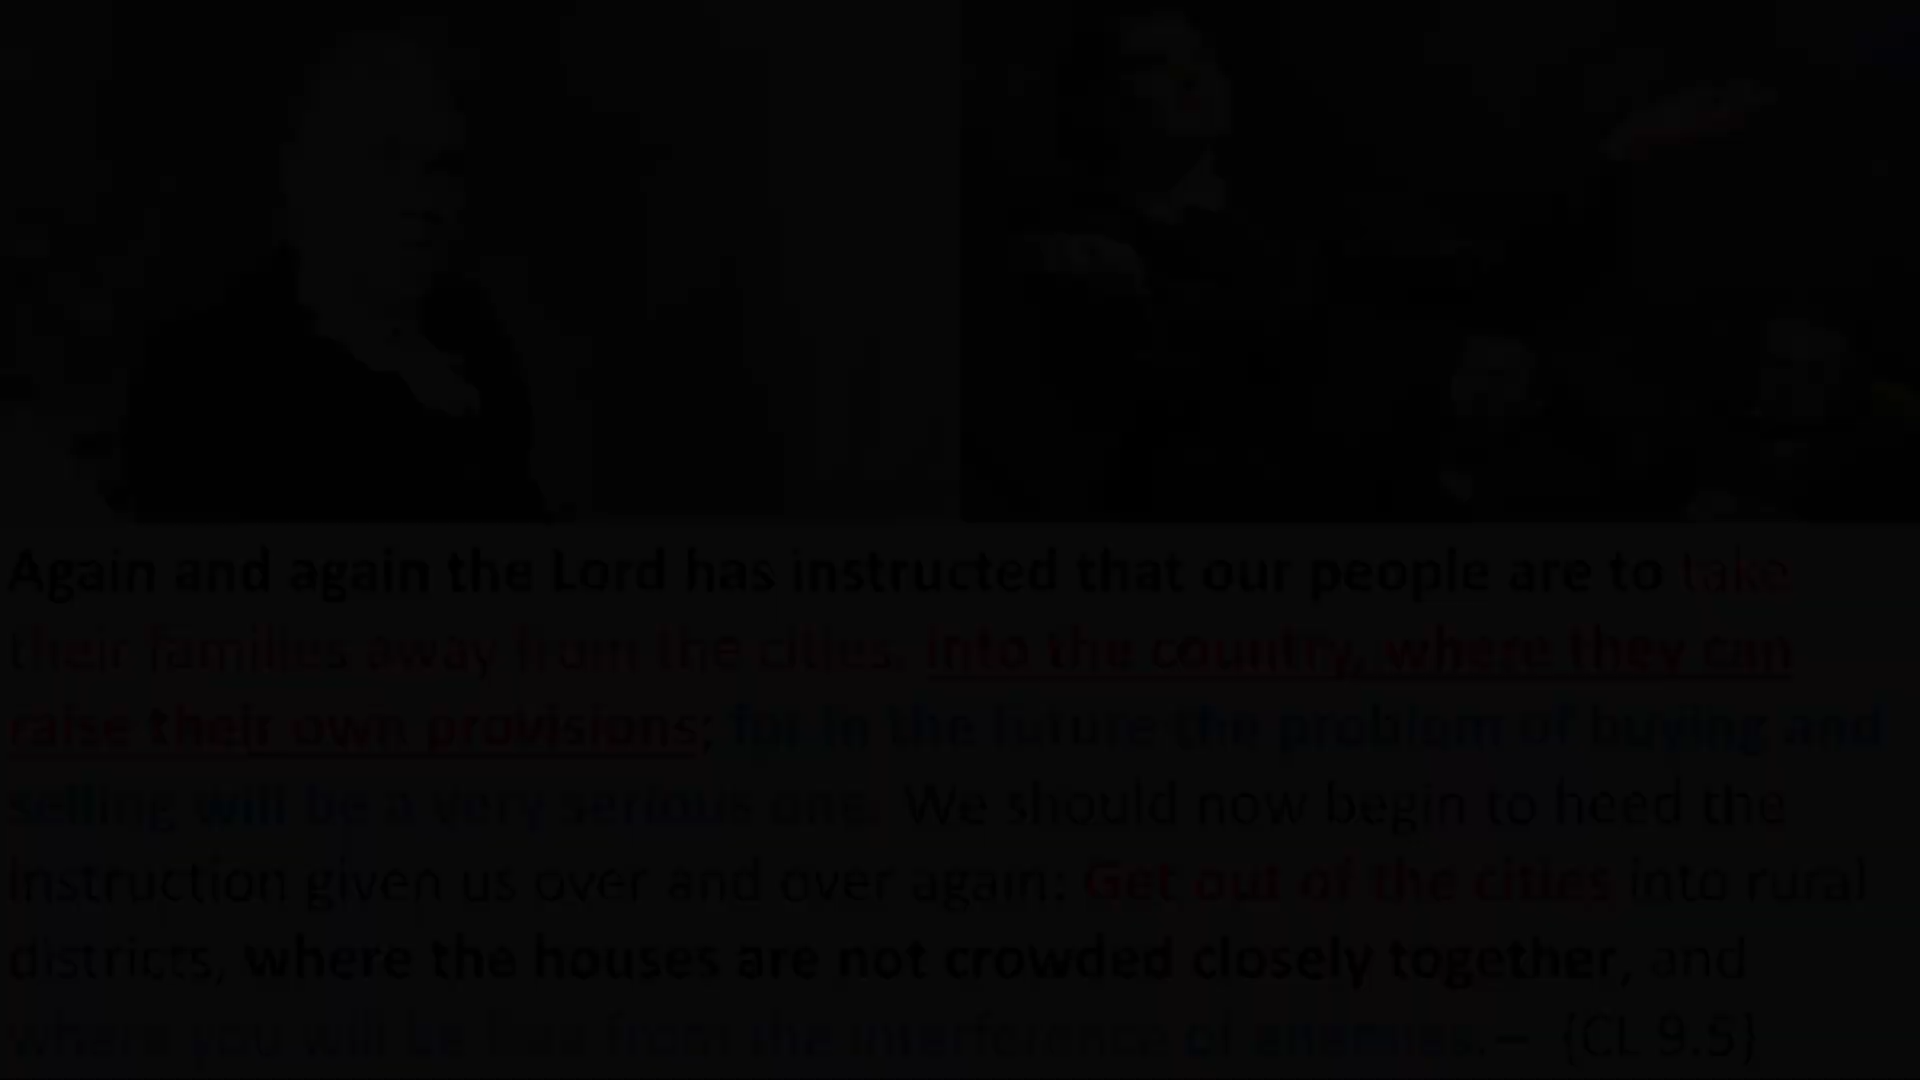 Again and again the Lord has instructed that our people are to take
their families away from the cities, into the country, where they can
raise their own provisions; for in the future the problem of buying and
selling will be a very serious one. We should now begin to heed the
instruction given us over and over again: Get out of the cities into rural
districts, where the houses are not crowded closely together, and
where you will be free from the interference of enemies.– {CL 9.5}